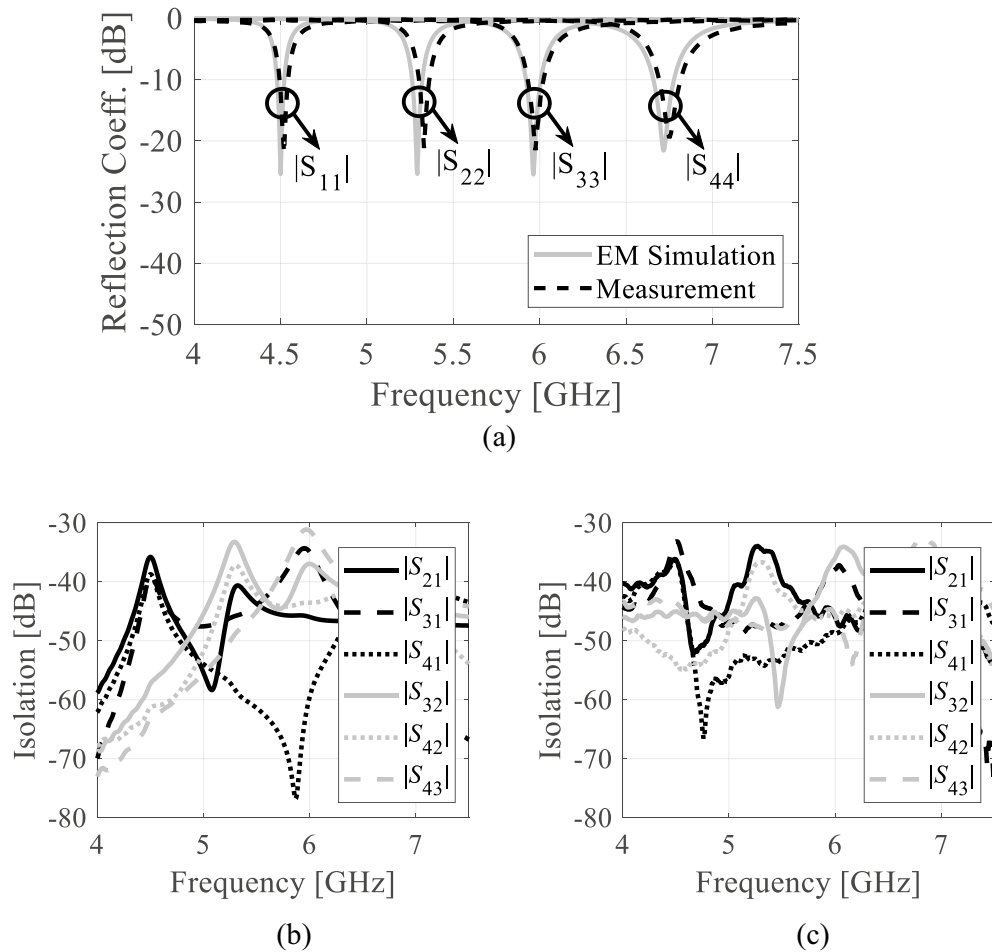 Reflection Coeff. [dB]
0
-10
-20
-30
-40
-50
|S11|
|S22|
|S33|
|S44|
EM Simulation
Measurement
4
4.5
5
5.5
6
6.5
7
7.5
Frequency [GHz]
(a)
Isolation [dB]
-30
-40
-50
-60
-70
-80
|S21|
|S31|
|S41|
|S32|
|S42|
|S43|
4
5
6
7
Frequency [GHz]
(b)
Isolation [dB]
-30
-40
-50
-60
-70
-80
|S21|
|S31|
|S41|
|S32|
|S42|
|S43|
4
5
6
7
Frequency [GHz]
(c)